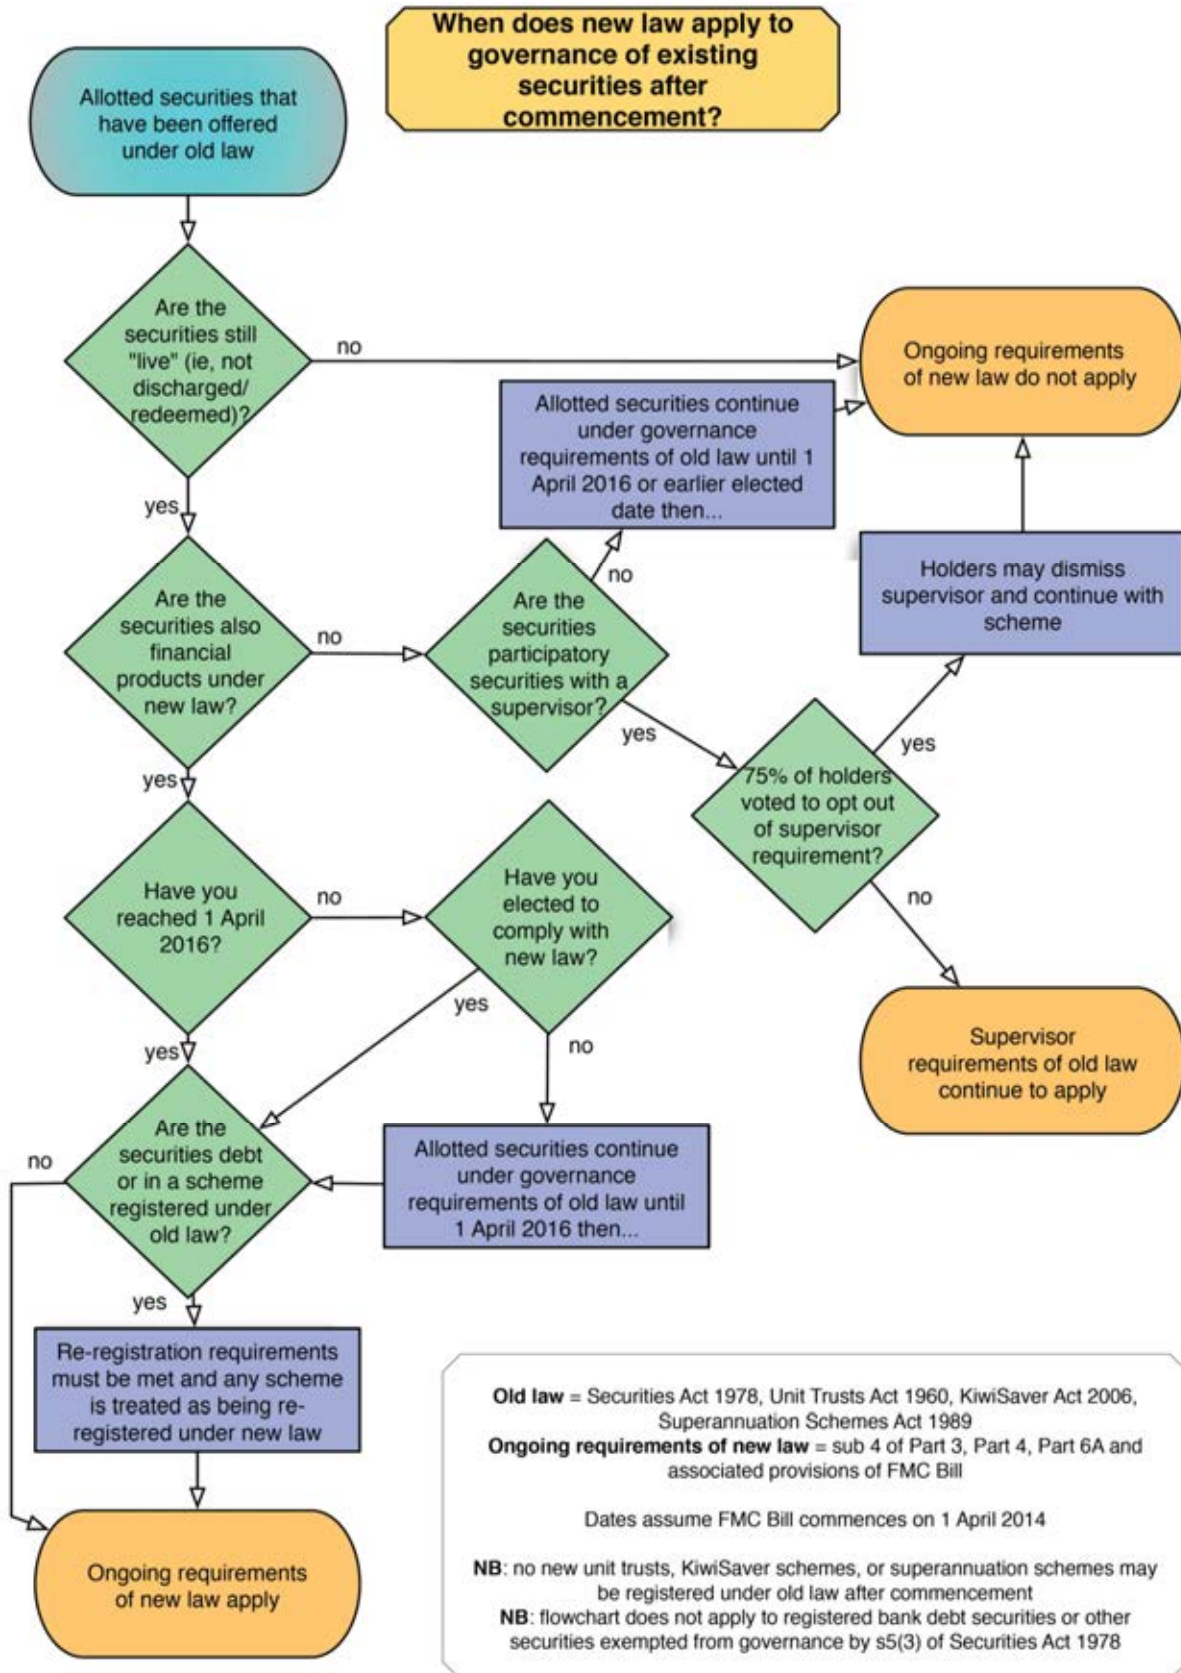 When does new law apply to
governance of existing
securities after
commencement?
Allotted securities that
have been offered
under old law
Are the
securities still
"live" (ie, not
discharged/
redeemed)?
no
Ongoing requirements
of new law do not apply
Allotted securities continue
under governance
requirements of old law until 1
April 2016 or earlier elected
date then...
yes
Are the
securities also
financial
products under
new law?
no
Are the
securities
participatory
securities with a
supervisor?
no
Holders may dismiss
supervisor and continue with
scheme
yes
yes
75% of holders
voted to opt out
of supervisor
requirement?
yes
no
Have you
reached 1 April
2016?
no
Have you
elected to
comply with
new law?
yes
no
Supervisor
requirements of old law
continue to apply
yes
Are the
securities debt
or in a scheme
registered under
old law?
no
Allotted securities continue
under governance
requirements of old law until
1 April 2016 then...
yes
Re-registration requirements
must be met and any scheme
is treated as being re-
registered under new law
Ongoing requirements
of new law apply
Old law = Securities Act 1978, Unit Trusts Act 1960, KiwiSaver Act 2006,
Superannuation Schemes Act 1989
Ongoing requirements of new law = sub 4 of Part 3, Part 4, Part 6A and
associated provisions of FMC Bill
Dates assume FMC Bill commences on 1 April 2014
NB: no new unit trusts, KiwiSaver schemes, or superannuation schemes may
be registered under old law after commencement
NB: flowchart does not apply to registered bank debt securities or other
securities exempted from governance by s5(3) of Securities Act 1978